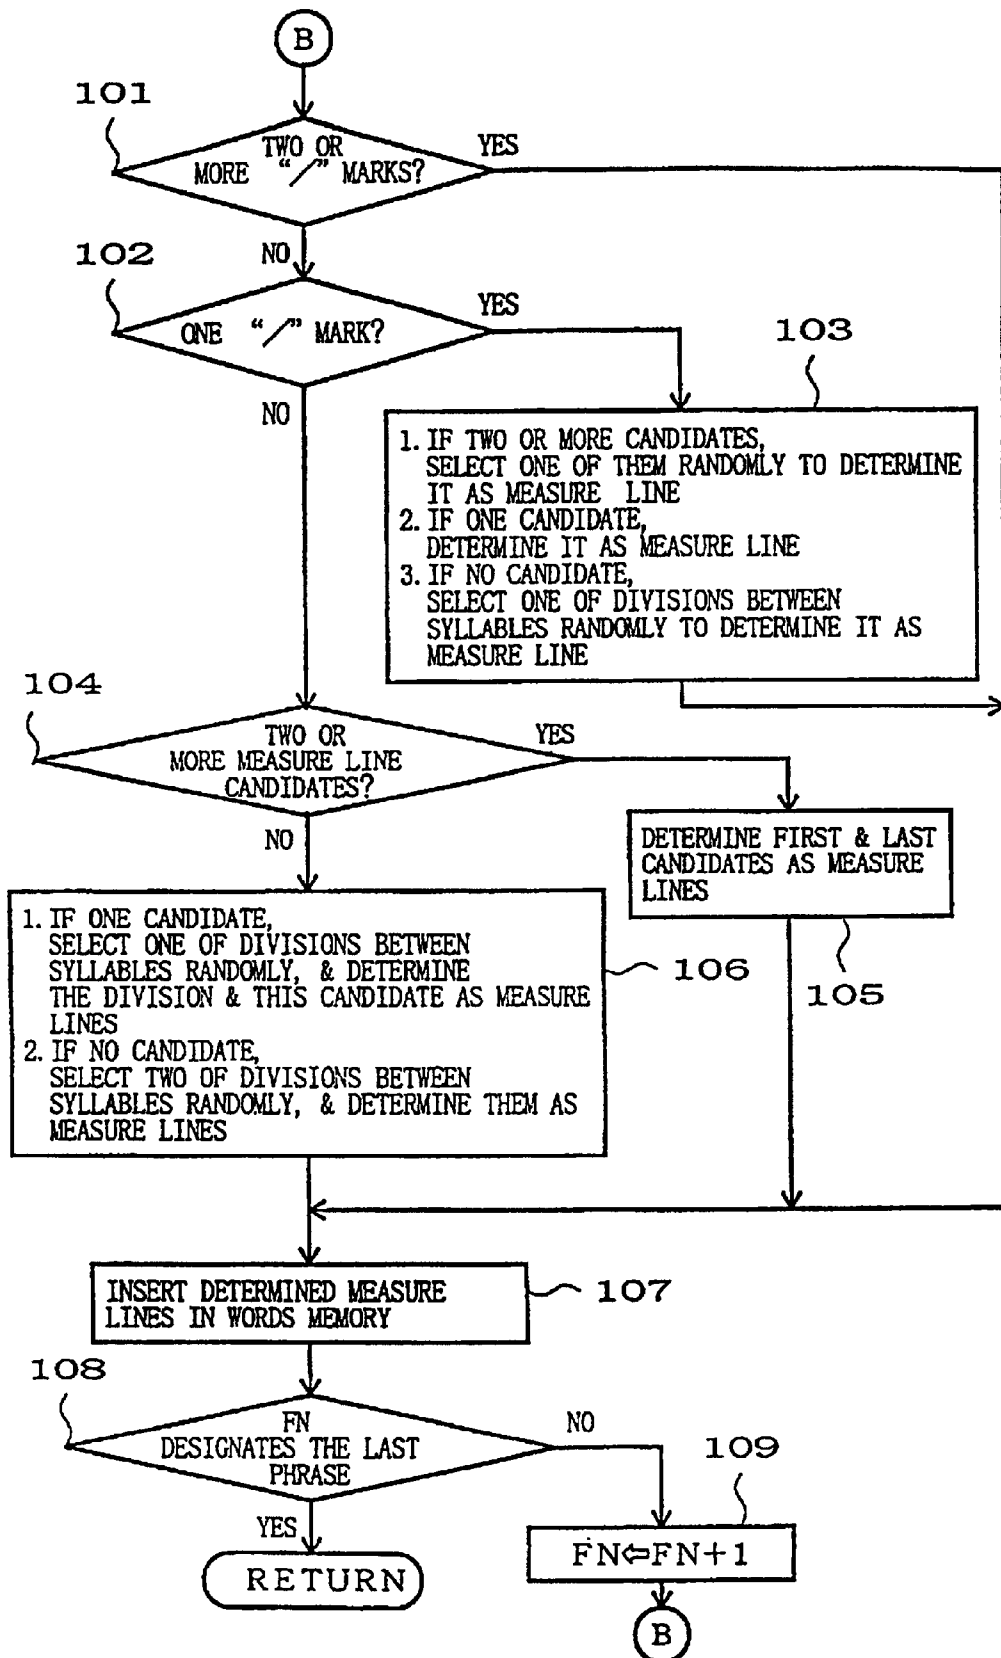 B
101
TWO OR
MORE “/” MARKS?
YES
NO
102
ONE “/” MARK?
YES
NO
103
1. IF TWO OR MORE CANDIDATES,
SELECT ONE OF THEM RANDOMLY TO DETERMINE
IT AS MEASURE LINE
2. IF ONE CANDIDATE,
DETERMINE IT AS MEASURE LINE
3. IF NO CANDIDATE,
SELECT ONE OF DIVISIONS BETWEEN
SYLLABLES RANDOMLY TO DETERMINE IT AS
MEASURE LINE
104
TWO OR
MORE MEASURE LINE
CANDIDATES?
YES
NO
DETERMINE FIRST & LAST
CANDIDATES AS MEASURE
LINES
105
1. IF ONE CANDIDATE,
SELECT ONE OF DIVISIONS BETWEEN
SYLLABLES RANDOMLY, & DETERMINE
THE DIVISION & THIS CANDIDATE AS MEASURE
LINES
2. IF NO CANDIDATE,
SELECT TWO OF DIVISIONS BETWEEN
SYLLABLES RANDOMLY, & DETERMINE THEM AS
MEASURE LINES
106
INSERT DETERMINED MEASURE
LINES IN WORDS MEMORY
107
108
FN
DESIGNATES THE LAST
PHRASE
NO
YES
109
FN⇦FN+1
RETURN
B